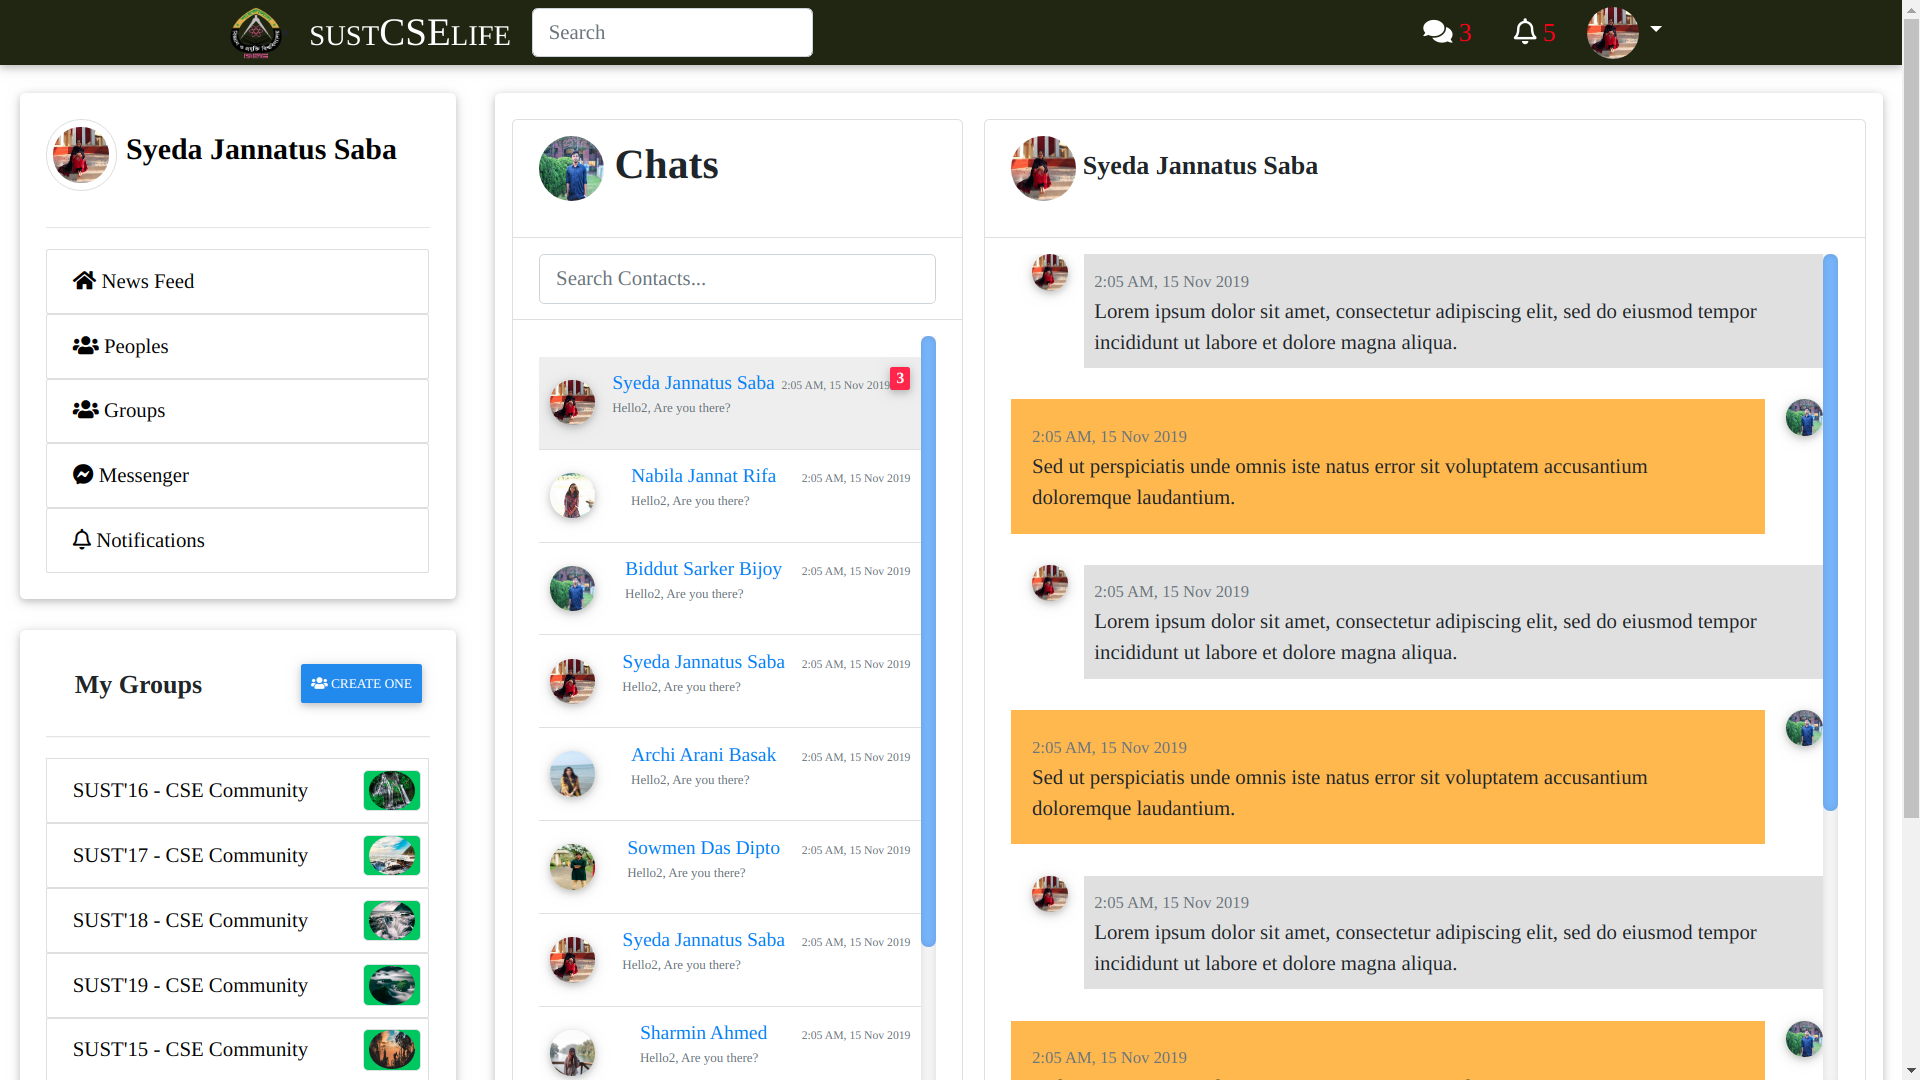 SUSTCSELIFE
Search
3
5
Syeda Jannatus Saba
News Feed
Peoples
Groups
Messenger
Notifications
My Groups
CREATE ONE
SUST'16 - CSE Community
SUST'17 - CSE Community
SUST'18 - CSE Community
SUST'19 - CSE Community
SUST'15 - CSE Community
Chats
Search Contacts...
Syeda Jannatus Saba 2:05 AM, 15 Nov 2019 3
Hello2, Are you there?
Nabila Jannat Rifa 2:05 AM, 15 Nov 2019
Hello2, Are you there?
Biddut Sarker Bijoy 2:05 AM, 15 Nov 2019
Hello2, Are you there?
Syeda Jannatus Saba 2:05 AM, 15 Nov 2019
Hello2, Are you there?
Archi Arani Basak 2:05 AM, 15 Nov 2019
Hello2, Are you there?
Sowmen Das Dipto 2:05 AM, 15 Nov 2019
Hello2, Are you there?
Syeda Jannatus Saba 2:05 AM, 15 Nov 2019
Hello2, Are you there?
Sharmin Ahmed 2:05 AM, 15 Nov 2019
Hello2, Are you there?
Syeda Jannatus Saba
2:05 AM, 15 Nov 2019
Lorem ipsum dolor sit amet, consectetur adipiscing elit, sed do eiusmod tempor
incididunt ut labore et dolore magna aliqua.
2:05 AM, 15 Nov 2019
Sed ut perspiciatis unde omnis iste natus error sit voluptatem accusantium
doloremque laudantium.
2:05 AM, 15 Nov 2019
Lorem ipsum dolor sit amet, consectetur adipiscing elit, sed do eiusmod tempor
incididunt ut labore et dolore magna aliqua.
2:05 AM, 15 Nov 2019
Sed ut perspiciatis unde omnis iste natus error sit voluptatem accusantium
doloremque laudantium.
2:05 AM, 15 Nov 2019
Lorem ipsum dolor sit amet, consectetur adipiscing elit, sed do eiusmod tempor
incididunt ut labore et dolore magna aliqua.
2:05 AM, 15 Nov 2019